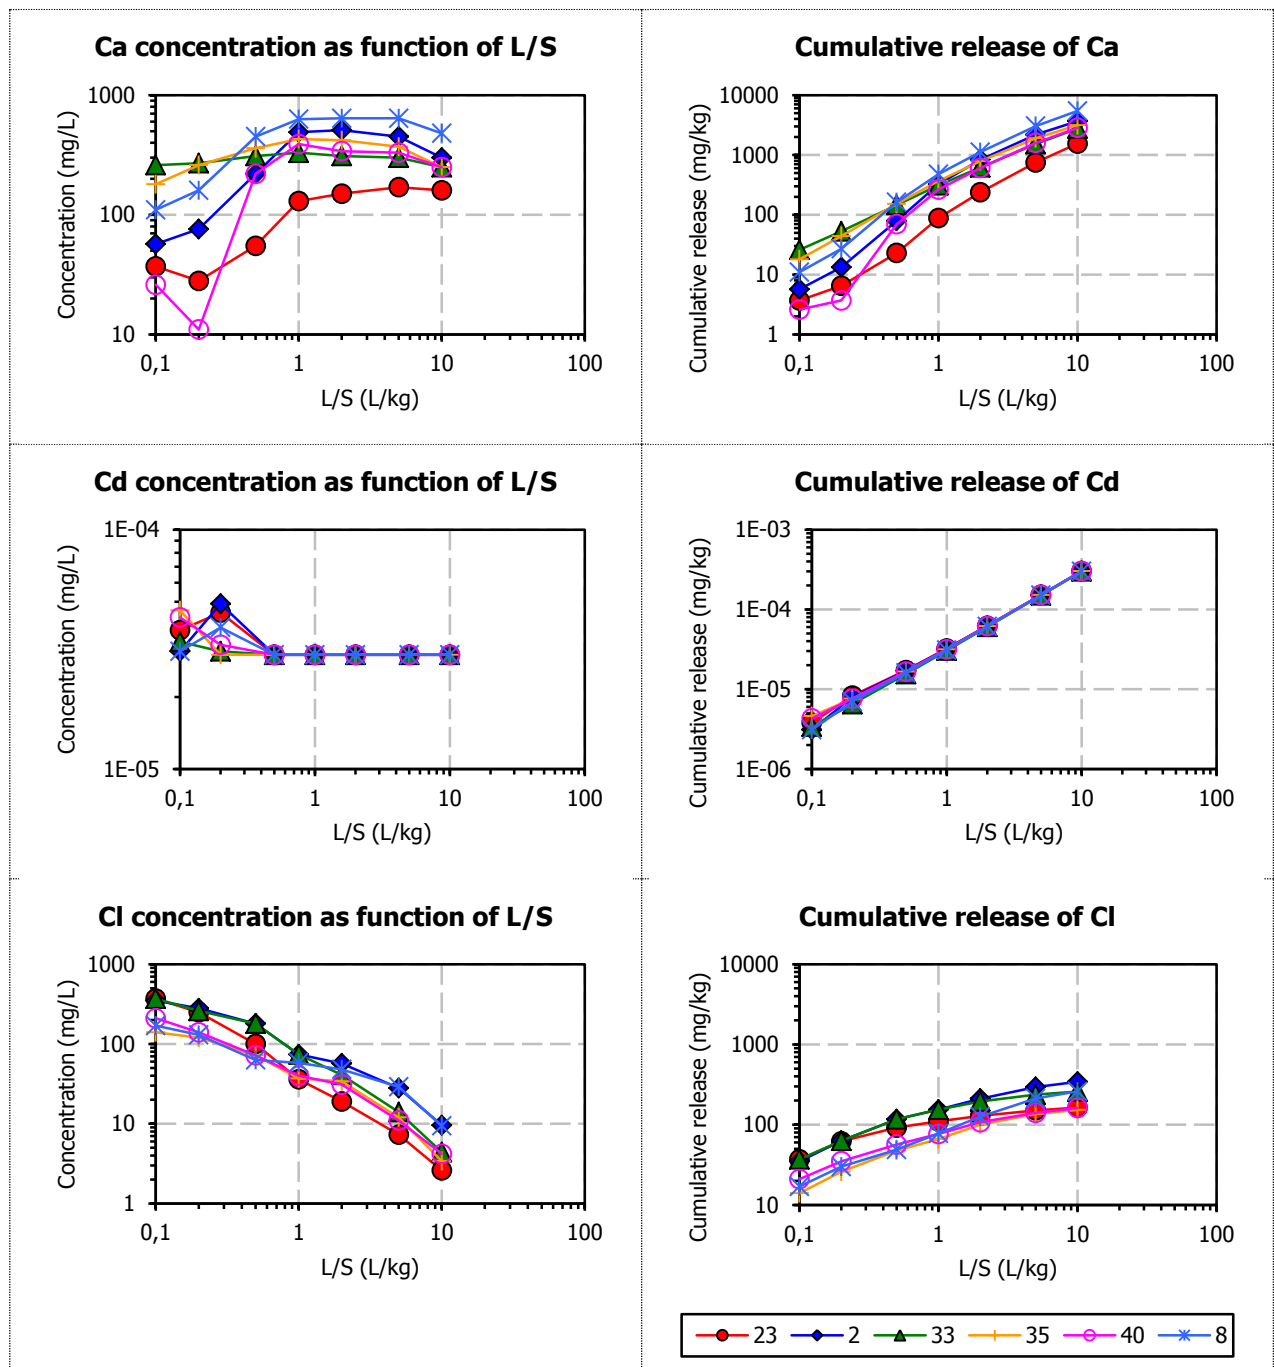 Ca concentration as function of L/S
1000
100
10
0,1 1 10 100
Concentration (mg/L)
L/S (L/kg)
Cumulative release of Ca
10000
1000
100
10
1
0,1 1 10 100
Cumulative release (mg/kg)
L/S (L/kg)
Cd concentration as function of L/S
1E-04
1E-05
0,1 1 10 100
Concentration (mg/L)
L/S (L/kg)
Cumulative release of Cd
1E-03
1E-04
1E-05
1E-06
0,1 1 10 100
Cumulative release (mg/kg)
L/S (L/kg)
Cl concentration as function of L/S
1000
100
10
1
0,1 1 10 100
Concentration (mg/L)
L/S (L/kg)
Cumulative release of Cl
10000
1000
100
10
0,1 1 10 100
Cumulative release (mg/kg)
L/S (L/kg)
23 2 33 35 40 8